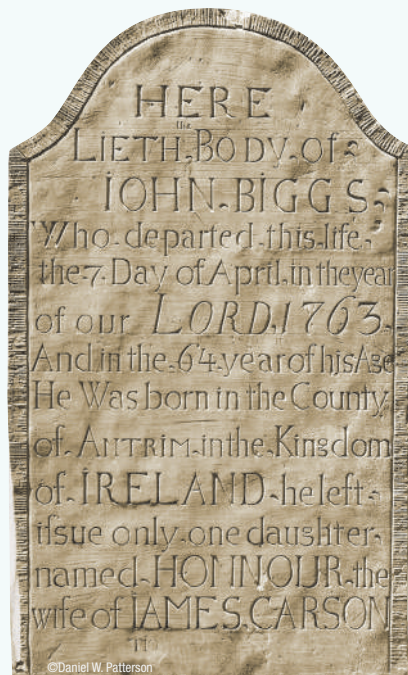 HERE
LIETH the BODY of
IOHN BIGGS
Who departed this life
the 7 Day of April in the year
of our LORD 1763
And in the 64 year of his Age
He Was born in the County
of ANTRIM in the Kingdom
of IRELAND he left
ifsue only one daughter
named HONNOUR the
wife of IAMES CARSON
©Daniel W. Patterson